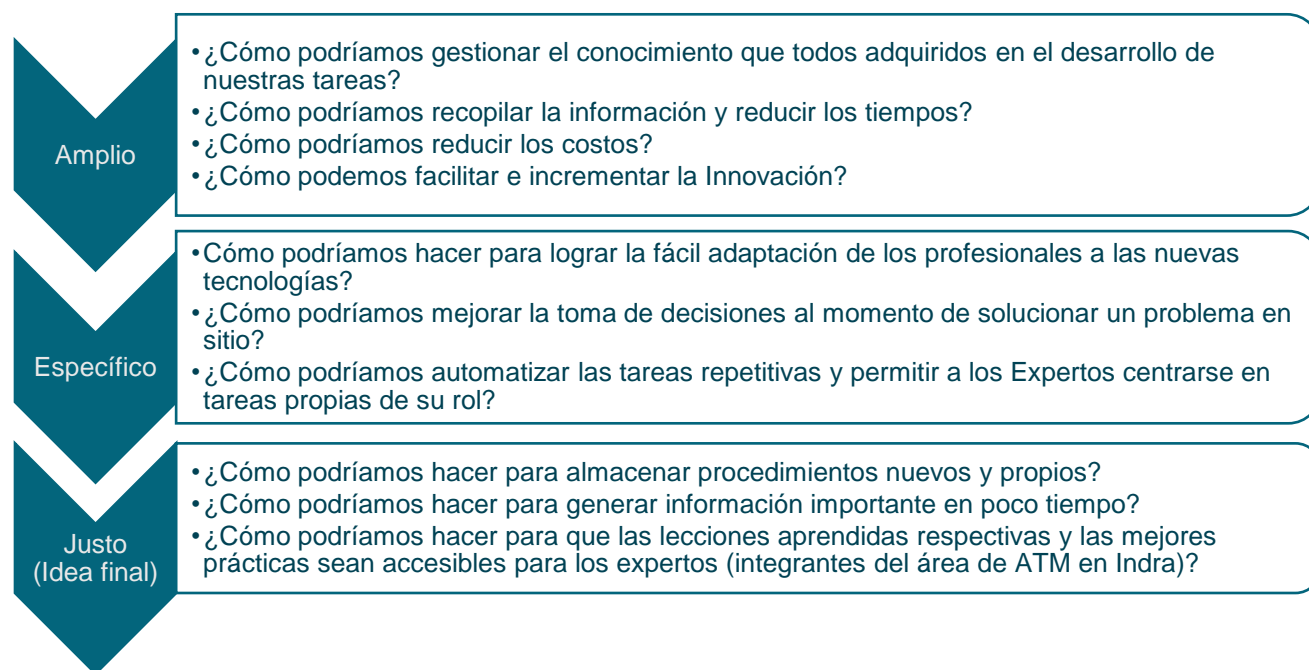 Amplio
•¿Cómo podríamos gestionar el conocimiento que todos adquiridos en el desarrollo de
nuestras tareas?
•¿Cómo podríamos recopilar la información y reducir los tiempos?
•¿Cómo podríamos reducir los costos?
•¿Cómo podemos facilitar e incrementar la Innovación?
Específico
•Cómo podríamos hacer para lograr la fácil adaptación de los profesionales a las nuevas
tecnologías?
•¿Cómo podríamos mejorar la toma de decisiones al momento de solucionar un problema en
sitio?
•¿Cómo podríamos automatizar las tareas repetitivas y permitir a los Expertos centrarse en
tareas propias de su rol?
Justo
(Idea final)
•¿Cómo podríamos hacer para almacenar procedimientos nuevos y propios?
•¿Cómo podríamos hacer para generar información importante en poco tiempo?
•¿Cómo podríamos hacer para que las lecciones aprendidas respectivas y las mejores
prácticas sean accesibles para los expertos (integrantes del área de ATM en Indra)?